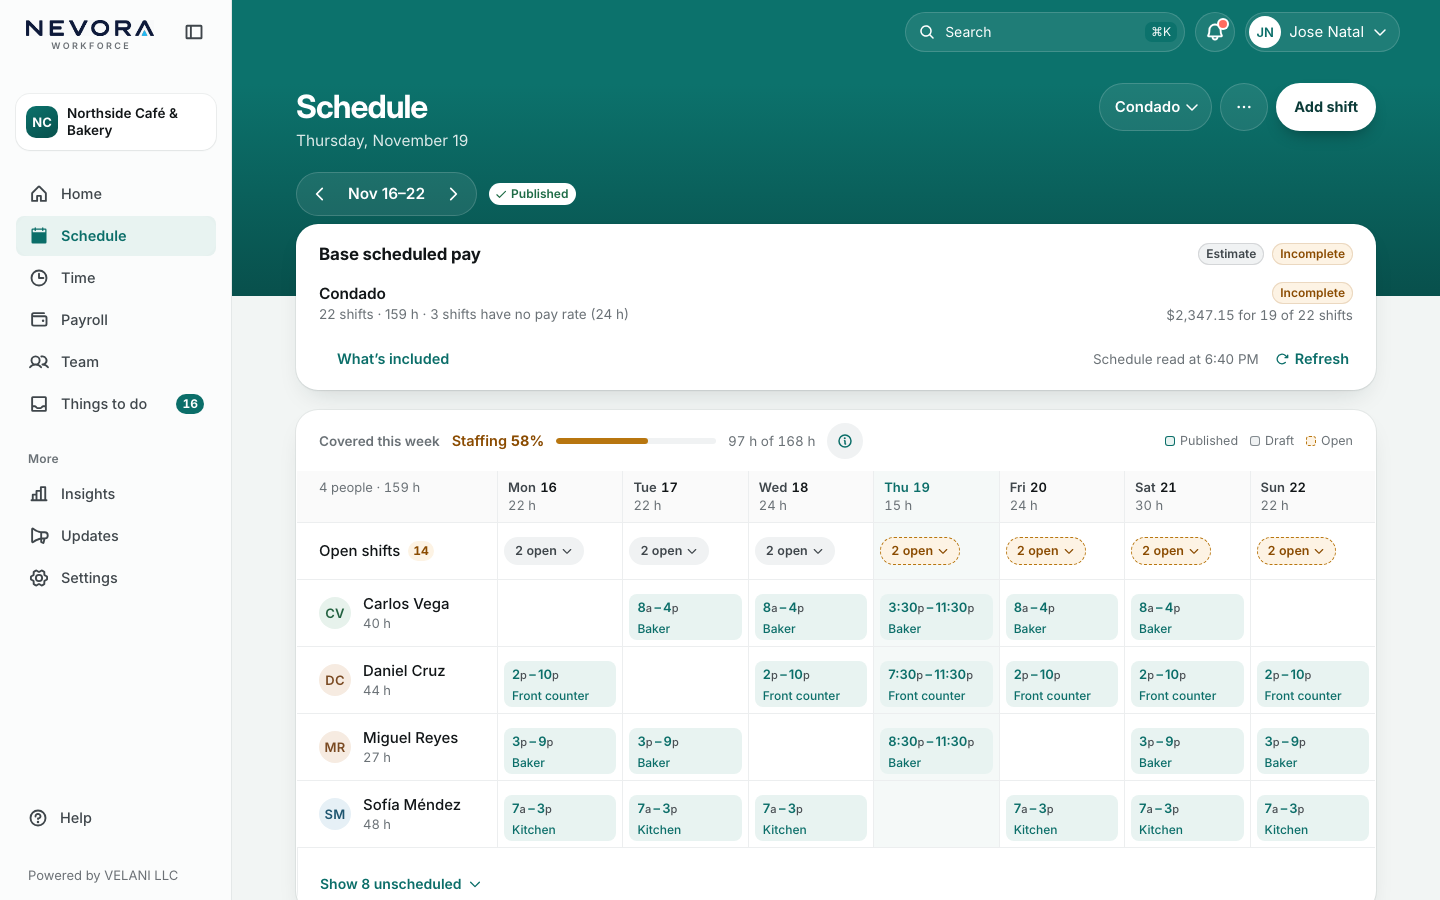 NEVORA
WORKFORCE
Search
⌘K
JN
Jose Natal
NC
Northside Café &
Bakery
Home
Schedule
Time
Payroll
Team
Things to do
16
More
Insights
Updates
Settings
Help
Powered by VELANI LLC
Schedule
Thursday, November 19
Condado
...
Add shift
Nov 16–22
Published
Base scheduled pay
Estimate
Incomplete
Condado
Incomplete
22 shifts · 159 h · 3 shifts have no pay rate (24 h)
$2,347.15 for 19 of 22 shifts
What’s included
Schedule read at 6:40 PM
Refresh
Covered this week
Staffing 58%
97 h of 168 h
Published
Draft
Open
4 people · 159 h
Mon 16
22 h
Tue 17
22 h
Wed 18
24 h
Thu 19
15 h
Fri 20
24 h
Sat 21
30 h
Sun 22
22 h
Open shifts
14
2 open
2 open
2 open
2 open
2 open
2 open
2 open
CV
Carlos Vega
40 h
8a – 4p
Baker
8a – 4p
Baker
3:30p – 11:30p
Baker
8a – 4p
Baker
8a – 4p
Baker
DC
Daniel Cruz
44 h
2p – 10p
Front counter
2p – 10p
Front counter
7:30p – 11:30p
Front counter
2p – 10p
Front counter
2p – 10p
Front counter
2p – 10p
Front counter
MR
Miguel Reyes
27 h
3p – 9p
Baker
3p – 9p
Baker
8:30p – 11:30p
Baker
3p – 9p
Baker
3p – 9p
Baker
SM
Sofía Méndez
48 h
7a – 3p
Kitchen
7a – 3p
Kitchen
7a – 3p
Kitchen
7a – 3p
Kitchen
7a – 3p
Kitchen
7a – 3p
Kitchen
Show 8 unscheduled